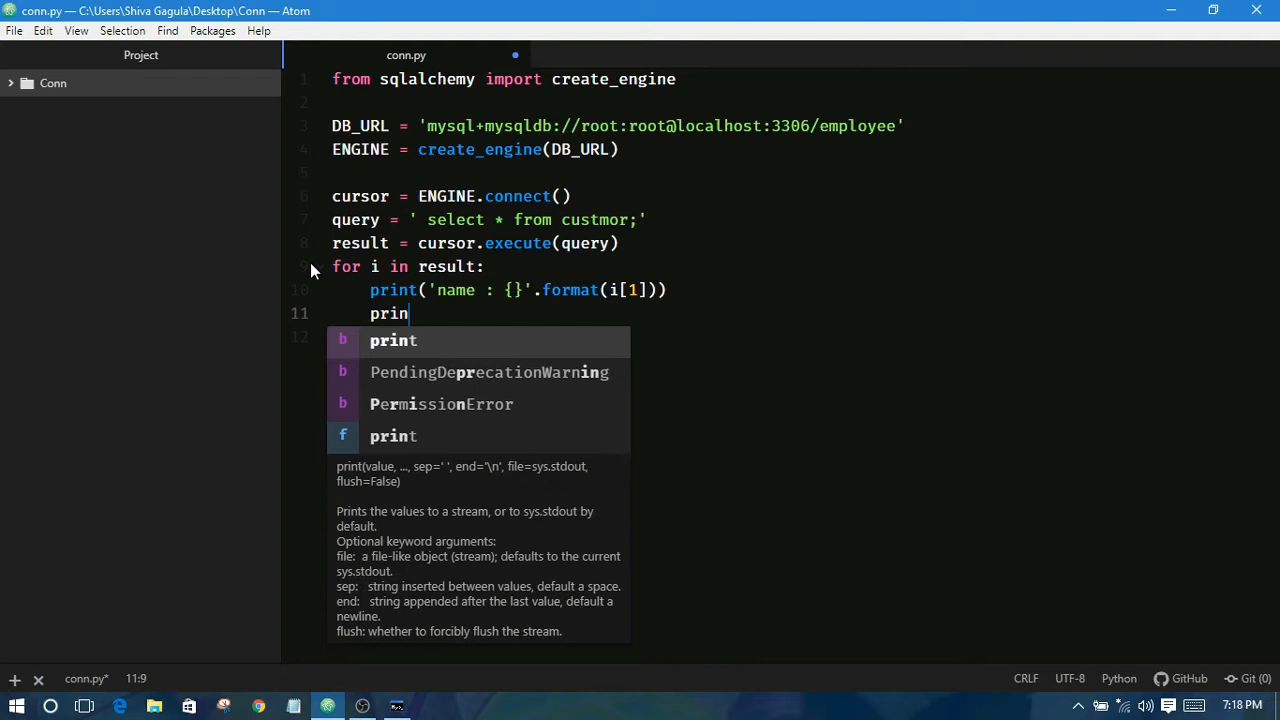 conn.py — C:\Users\Shiva Gagula\Desktop\Conn — Atom
File Edit View Selection Find Packages Help
Project
conn.py
Conn
1 from sqlalchemy import create_engine
2
3 DB_URL = 'mysql+mysqldb://root:root@localhost:3306/employee'
4 ENGINE = create_engine(DB_URL)
5
6 cursor = ENGINE.connect()
7 query = ' select * from custmor;'
8 result = cursor.execute(query)
9 for i in result:
10 print('name : {}'.format(i[1]))
11 prin
12
b print
b PendingDeprecationWarning
b PermissionError
f print
print(value, ..., sep=' ', end='\n', file=sys.stdout,
flush=False)
Prints the values to a stream, or to sys.stdout by
default.
Optional keyword arguments:
file: a file-like object (stream); defaults to the current
sys.stdout.
sep: string inserted between values, default a space.
end: string appended after the last value, default a
newline.
flush: whether to forcibly flush the stream.
conn.py* 11:9 CRLF UTF-8 Python GitHub Git (0)
7:18 PM